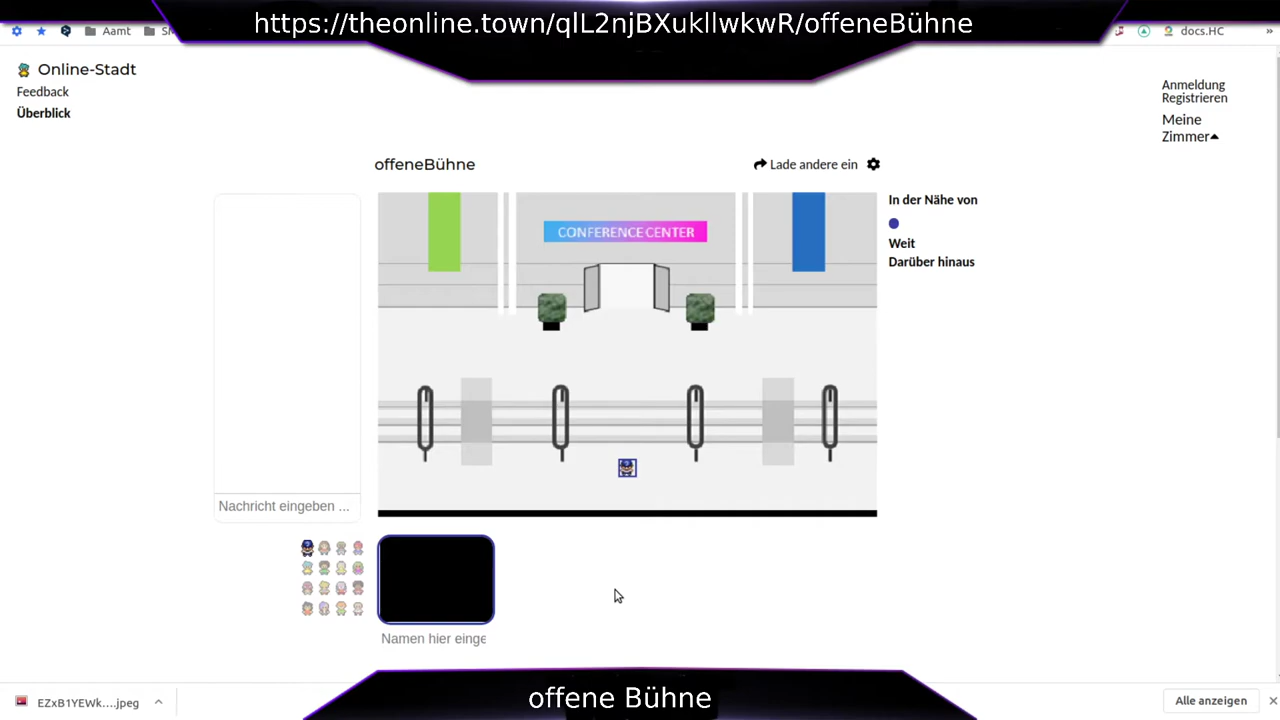 https://theonline.town/qlL2njBXukllwkwR/offeneBühne
Aamt
docs.HC
»
Online-Stadt
Feedback
Überblick
Anmeldung
Registrieren
Meine
Zimmer
offeneBühne
Lade andere ein
CONFERENCE CENTER
In der Nähe von
Weit
Darüber hinaus
Nachricht eingeben ...
Namen hier einge
EZxB1YEWk....jpeg
Alle anzeigen
offene Bühne